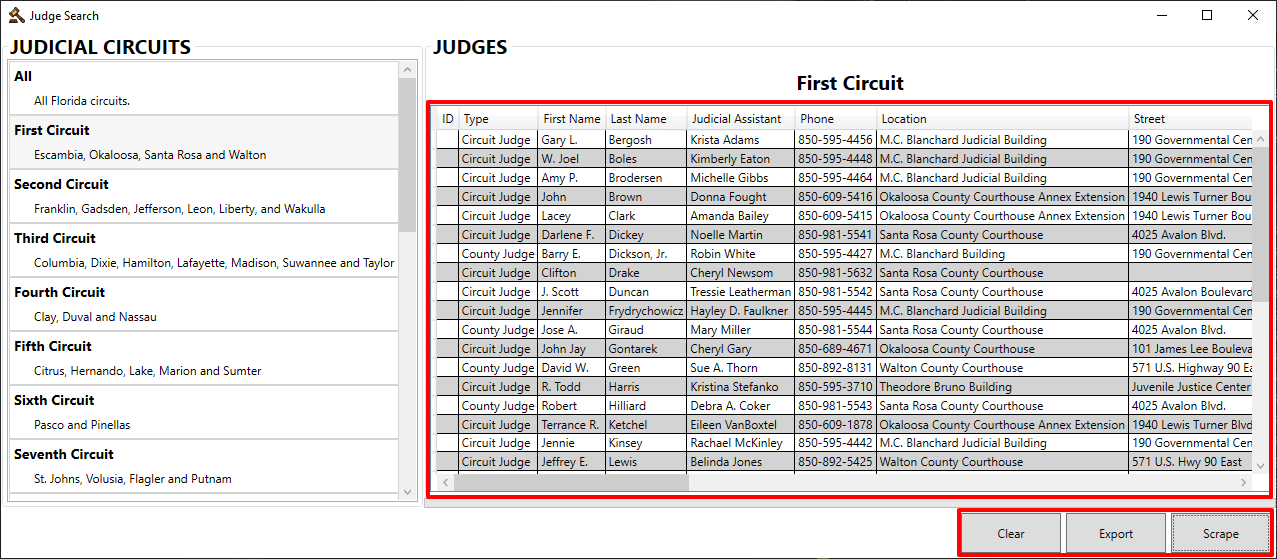 Judge Search
JUDICIAL CIRCUITS
All
All Florida circuits.
First Circuit
Escambia, Okaloosa, Santa Rosa and Walton
Second Circuit
Franklin, Gadsden, Jefferson, Leon, Liberty, and Wakulla
Third Circuit
Columbia, Dixie, Hamilton, Lafayette, Madison, Suwannee and Taylor
Fourth Circuit
Clay, Duval and Nassau
Fifth Circuit
Citrus, Hernando, Lake, Marion and Sumter
Sixth Circuit
Pasco and Pinellas
Seventh Circuit
St. Johns, Volusia, Flagler and Putnam
JUDGES
First Circuit
ID Type First Name Last Name Judicial Assistant Phone Location Street
Circuit Judge Gary L. Bergosh Krista Adams 850-595-4456 M.C. Blanchard Judicial Building 190 Governmental Cen
Circuit Judge W. Joel Boles Kimberly Eaton 850-595-4448 M.C. Blanchard Judicial Building 190 Governmental Cen
Circuit Judge Amy P. Brodersen Michelle Gibbs 850-595-4464 M.C. Blanchard Judicial Building 190 Governmental Cen
Circuit Judge John Brown Donna Fought 850-609-5416 Okaloosa County Courthouse Annex Extension 1940 Lewis Turner Bou
Circuit Judge Lacey Clark Amanda Bailey 850-609-5415 Okaloosa County Courthouse Annex Extension 1940 Lewis Turner Bou
Circuit Judge Darlene F. Dickey Noelle Martin 850-981-5541 Santa Rosa County Courthouse 4025 Avalon Blvd.
County Judge Barry E. Dickson, Jr. Robin White 850-595-4427 M.C. Blanchard Building 190 Governmental Cen
Circuit Judge Clifton Drake Cheryl Newsom 850-981-5632 Santa Rosa County Courthouse
Circuit Judge J. Scott Duncan Tressie Leatherman 850-981-5542 Santa Rosa County Courthouse 4025 Avalon Boulevard
Circuit Judge Jennifer Frydrychowicz Hayley D. Faulkner 850-595-4445 M.C. Blanchard Judicial Building 190 Governmental Cen
County Judge Jose A. Giraud Mary Miller 850-981-5544 Santa Rosa County Courthouse 4025 Avalon Blvd.
Circuit Judge John Jay Gontarek Cheryl Gary 850-689-4671 Okaloosa County Courthouse 101 James Lee Bouleva
County Judge David W. Green Sue A. Thorn 850-892-8131 Walton County Courthouse 571 U.S. Highway 90 Ea
Circuit Judge R. Todd Harris Kristina Stefanko 850-595-3710 Theodore Bruno Building Juvenile Justice Center
County Judge Robert Hilliard Debra A. Coker 850-981-5543 Santa Rosa County Courthouse 4025 Avalon Blvd.
Circuit Judge Terrance R. Ketchel Eileen VanBoxtel 850-609-1878 Okaloosa County Courthouse Annex Extension 1940 Lewis Turner Blvd
Circuit Judge Jennie Kinsey Rachael McKinley 850-595-4442 M.C. Blanchard Judicial Building 190 Governmental Cen
Circuit Judge Jeffrey E. Lewis Belinda Jones 850-892-5425 Walton County Courthouse 571 U.S. Hwy 90 East
Clear
Export
Scrape